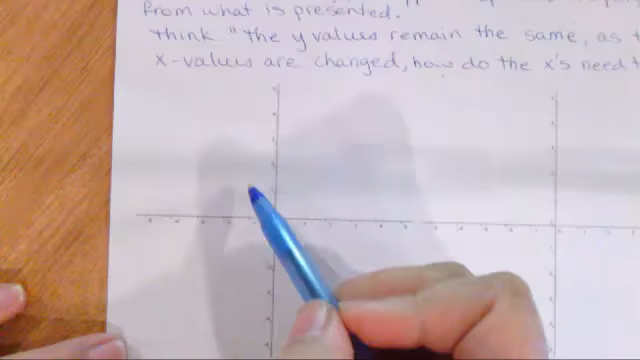 from what is presented.
Think "the y values remain the same, as
x-values are changed, how do the x's need